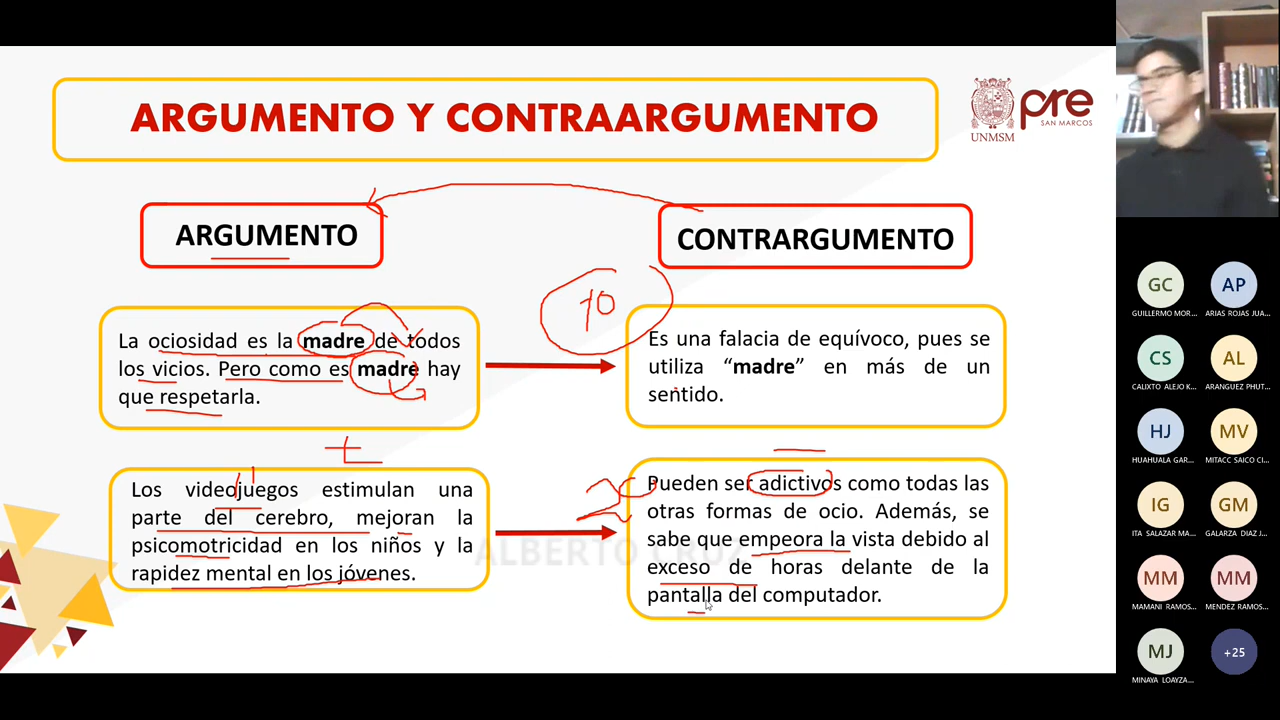 ARGUMENTO Y CONTRAARGUMENTO
UNMSM
pre
SAN MARCOS
ARGUMENTO
CONTRARGUMENTO
La ociosidad es la madre de todos
los vicios. Pero como es madre hay
que respetarla.
Es una falacia de equívoco, pues se
utiliza “madre” en más de un
sentido.
Los videojuegos estimulan una
parte del cerebro, mejoran la
psicomotricidad en los niños y la
rapidez mental en los jóvenes.
Pueden ser adictivos como todas las
otras formas de ocio. Además, se
sabe que empeora la vista debido al
exceso de horas delante de la
pantalla del computador.
ALBERTO CRUZ
GC
AP
GUILLERMO MOR...
ARIAS ROJAS JUA...
CS
AL
CALIXTO ALEJO K...
ARANGUEZ PHUT...
HJ
MV
HUAHUALA GAR...
MITACC SAICO CI...
IG
GM
ITA SALAZAR MA...
GALARZA DIAZ J...
MM
MM
MAMANI RAMOS...
MENDEZ RAMOS...
MJ
+25
MINAYA LOAYZA...